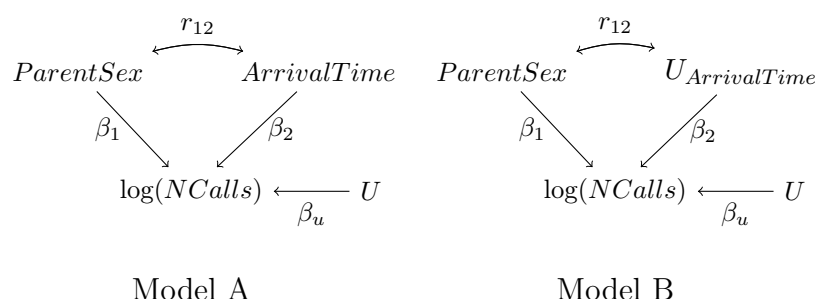 r₁₂ r₁₂
ParentSex ArrivalTime ParentSex U_ArrivalTime
β₁ β₂ β₁ β₂
log(NCalls) U log(NCalls) U
βᵤ βᵤ
Model A Model B